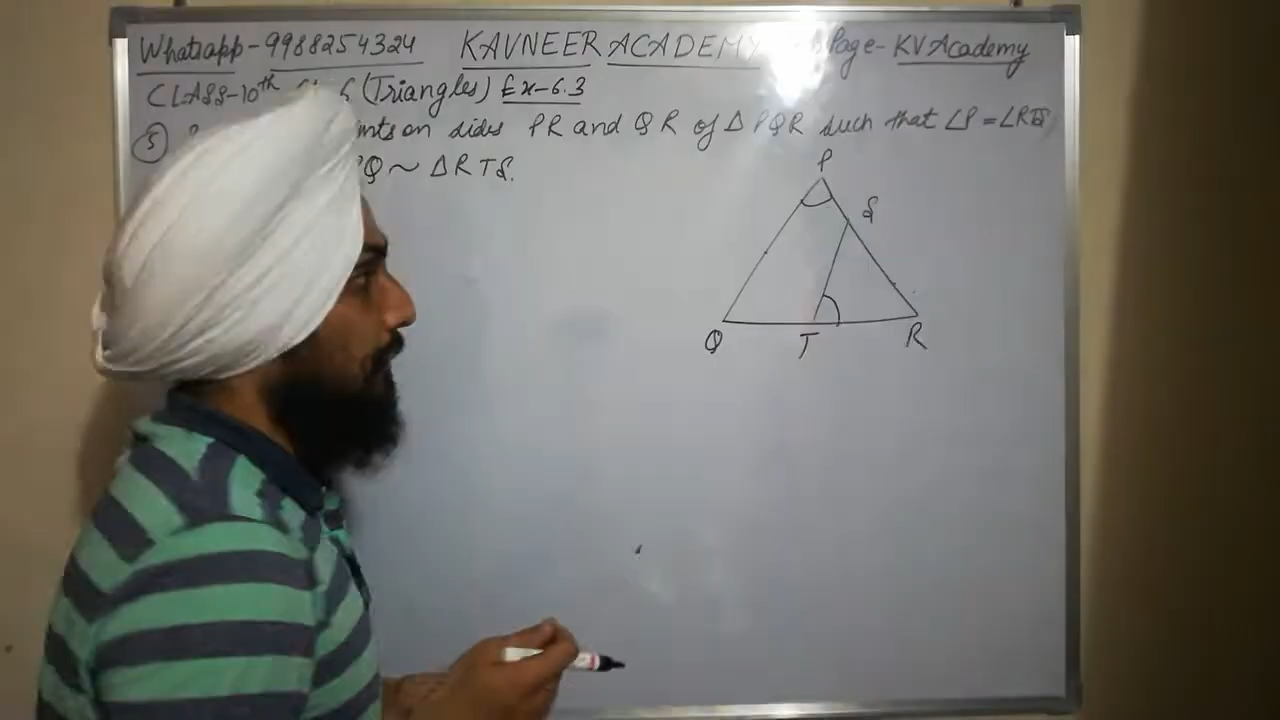 Whatsapp-9988254324 KAVNEER ACADEMY Page- KV Academy
CLASS-10th 6 (Triangles) Ex-6.3
5 on sides PR and QR of Δ PQR such that ∠P = ∠RTS
Q ~ Δ RTS.
P
S
Q T R